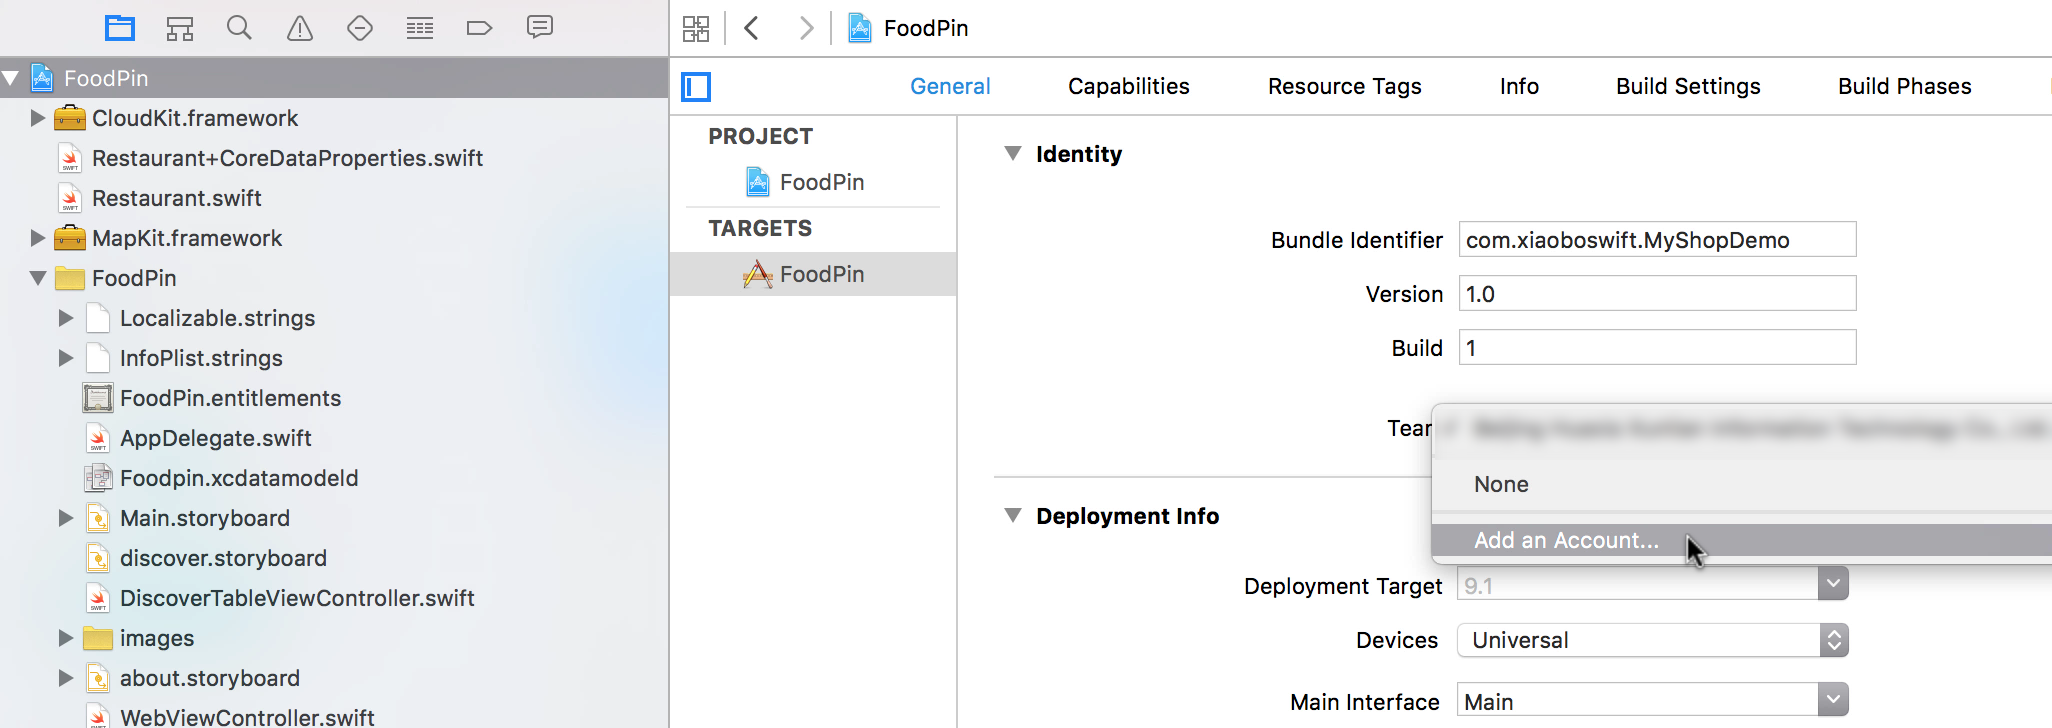 FoodPin
CloudKit.framework
Restaurant+CoreDataProperties.swift
Restaurant.swift
MapKit.framework
FoodPin
Localizable.strings
InfoPlist.strings
FoodPin.entitlements
AppDelegate.swift
Foodpin.xcdatamodeld
Main.storyboard
discover.storyboard
DiscoverTableViewController.swift
images
about.storyboard
WebViewController.swift
FoodPin
General Capabilities Resource Tags Info Build Settings Build Phases
PROJECT
FoodPin
TARGETS
FoodPin
Identity
Bundle Identifier com.xiaoboswift.MyShopDemo
Version 1.0
Build 1
None
Add an Account...
Deployment Info
Deployment Target 9.1
Devices Universal
Main Interface Main